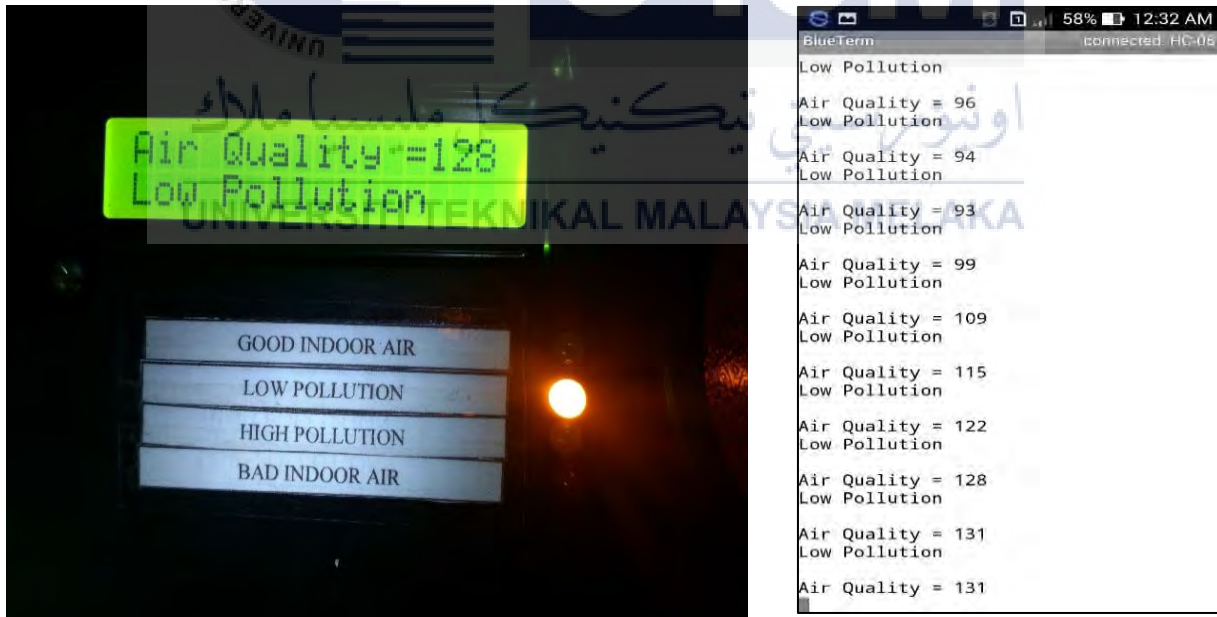 Air Quality =128
Low Pollution
GOOD INDOOR AIR
LOW POLLUTION
HIGH POLLUTION
BAD INDOOR AIR
UNIVERSITI TEKNIKAL MALAYSIA MELAKA
اونيۏرسيتي تيكنيكل مليسيا ملاك
58% 12:32 AM
BlueTerm connected: HC-06
Low Pollution
Air Quality = 96
Low Pollution
Air Quality = 94
Low Pollution
Air Quality = 93
Low Pollution
Air Quality = 99
Low Pollution
Air Quality = 109
Low Pollution
Air Quality = 115
Low Pollution
Air Quality = 122
Low Pollution
Air Quality = 128
Low Pollution
Air Quality = 131
Low Pollution
Air Quality = 131